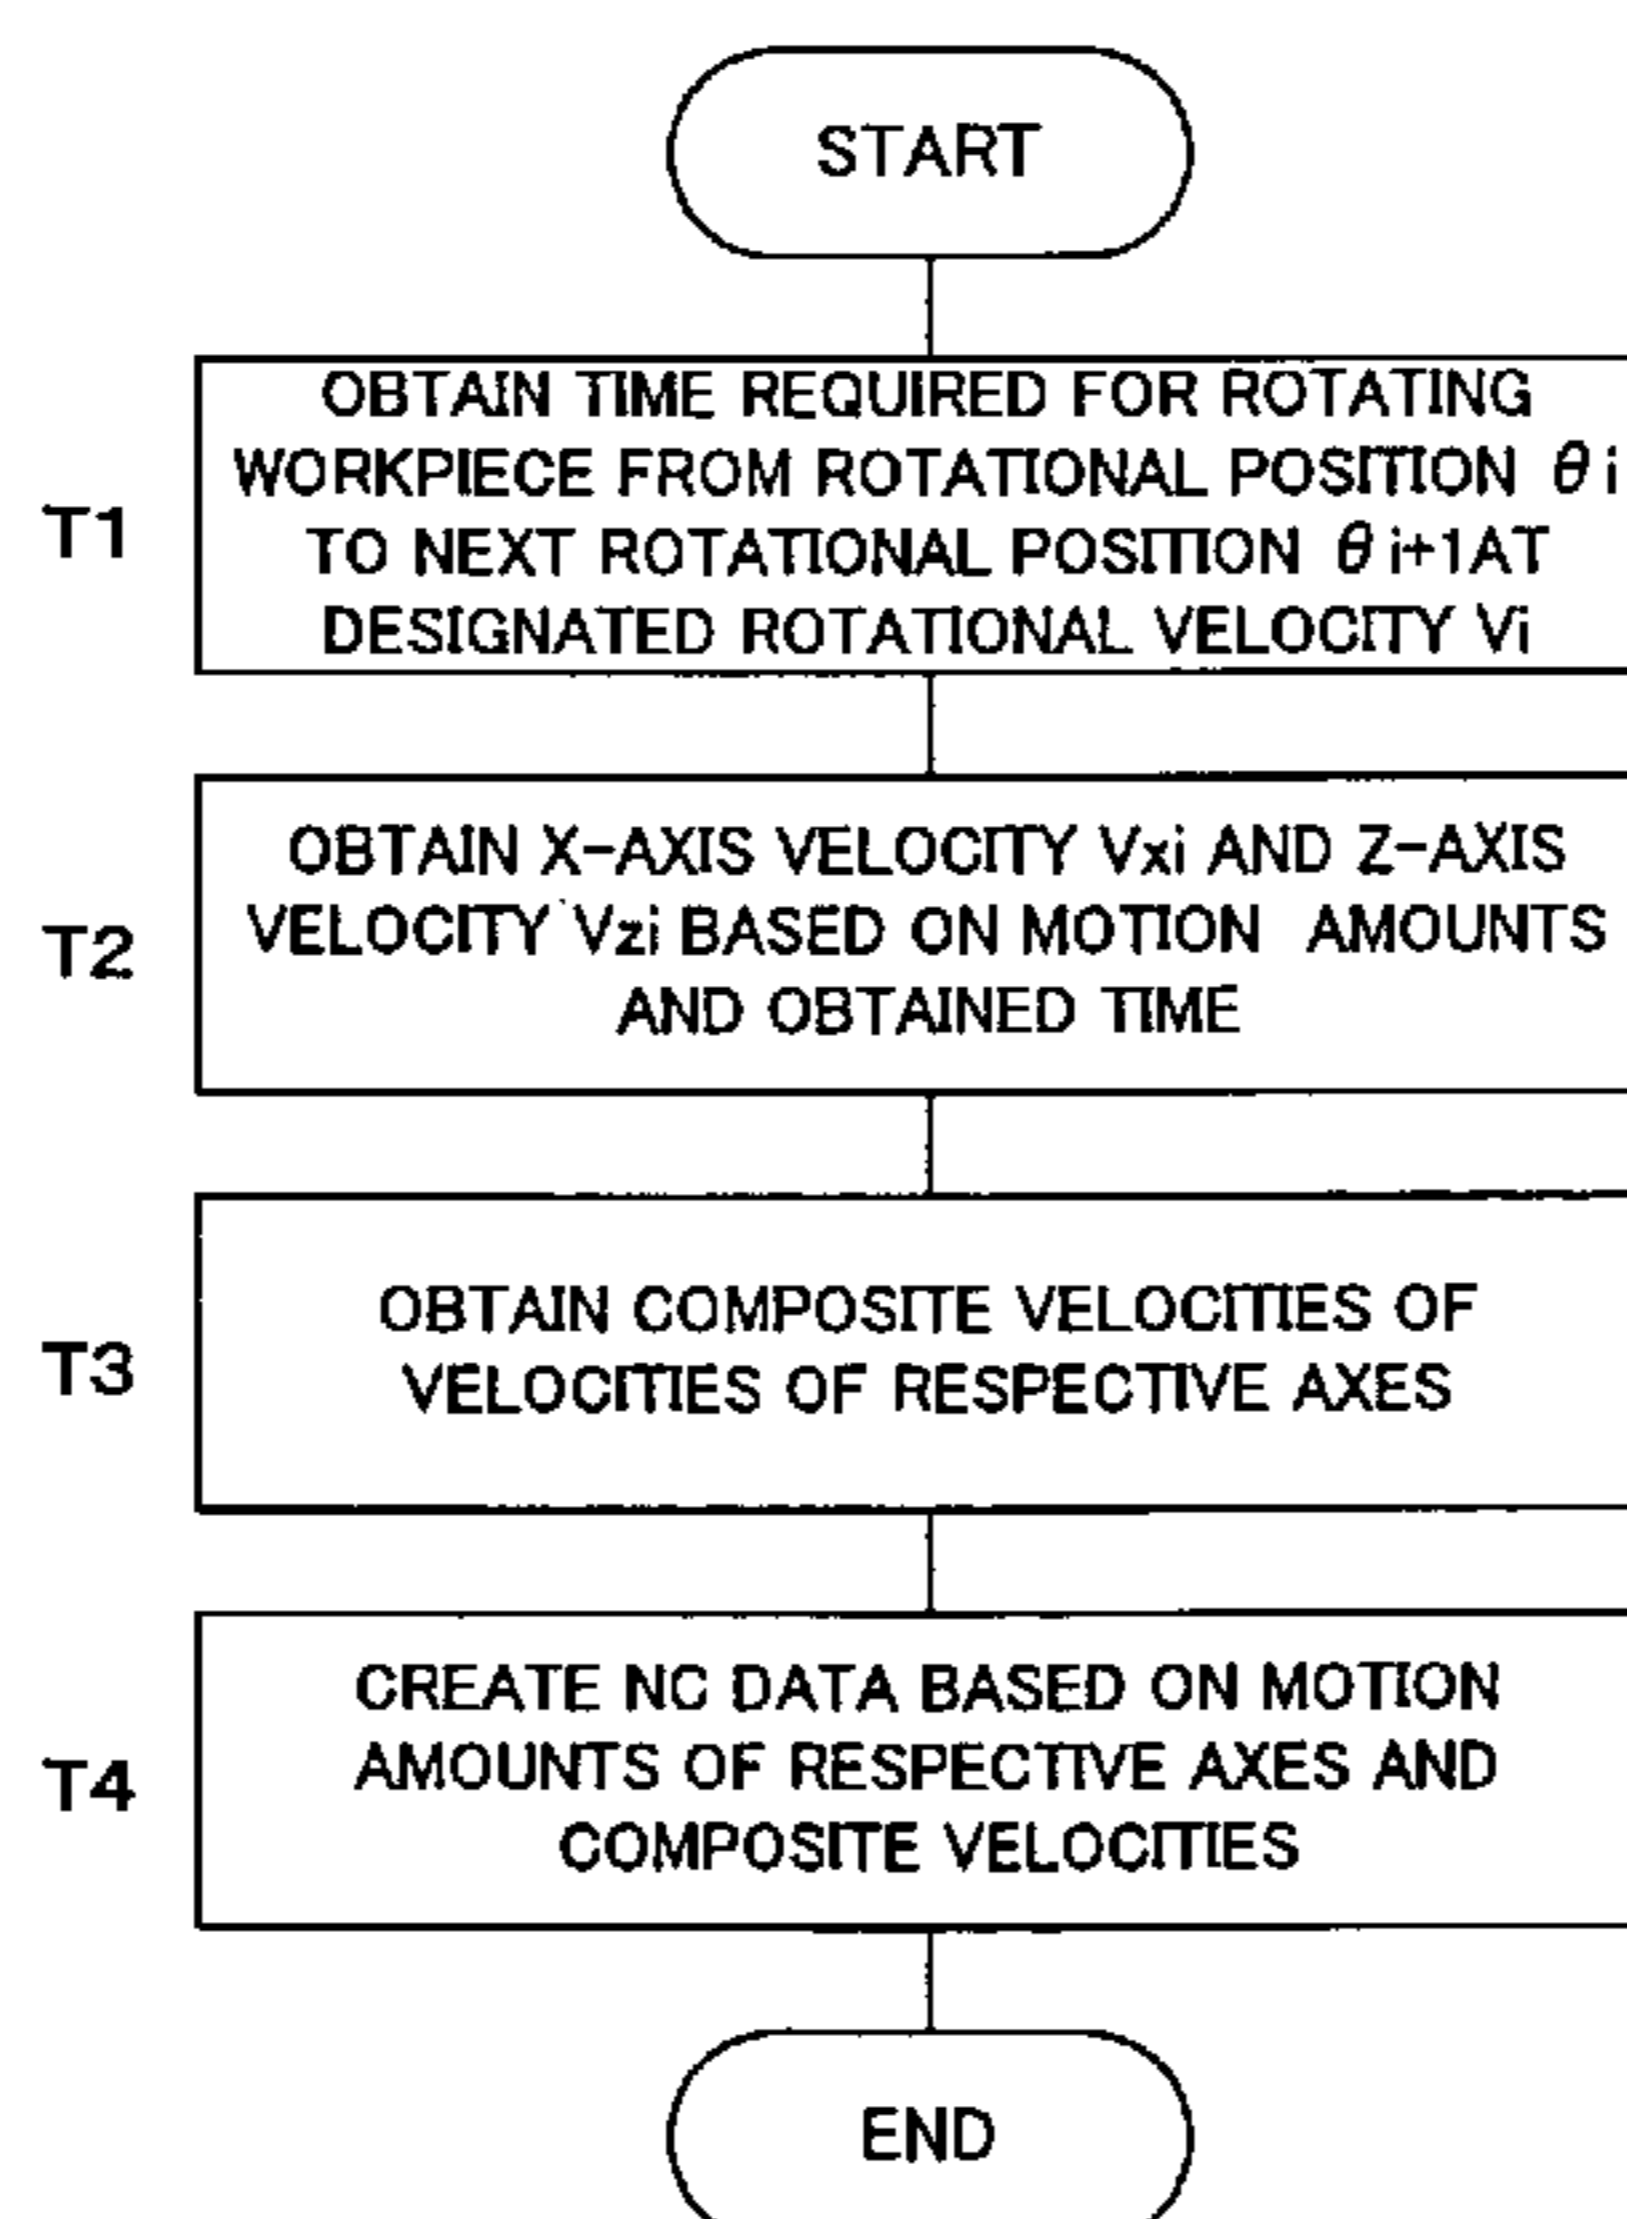 START
T1
OBTAIN TIME REQUIRED FOR ROTATING
WORKPIECE FROM ROTATIONAL POSITION θi
TO NEXT ROTATIONAL POSITION θi+1AT
DESIGNATED ROTATIONAL VELOCITY Vi
T2
OBTAIN X-AXIS VELOCITY Vxi AND Z-AXIS
VELOCITY Vzi BASED ON MOTION AMOUNTS
AND OBTAINED TIME
T3
OBTAIN COMPOSITE VELOCITIES OF
VELOCITIES OF RESPECTIVE AXES
T4
CREATE NC DATA BASED ON MOTION
AMOUNTS OF RESPECTIVE AXES AND
COMPOSITE VELOCITIES
END